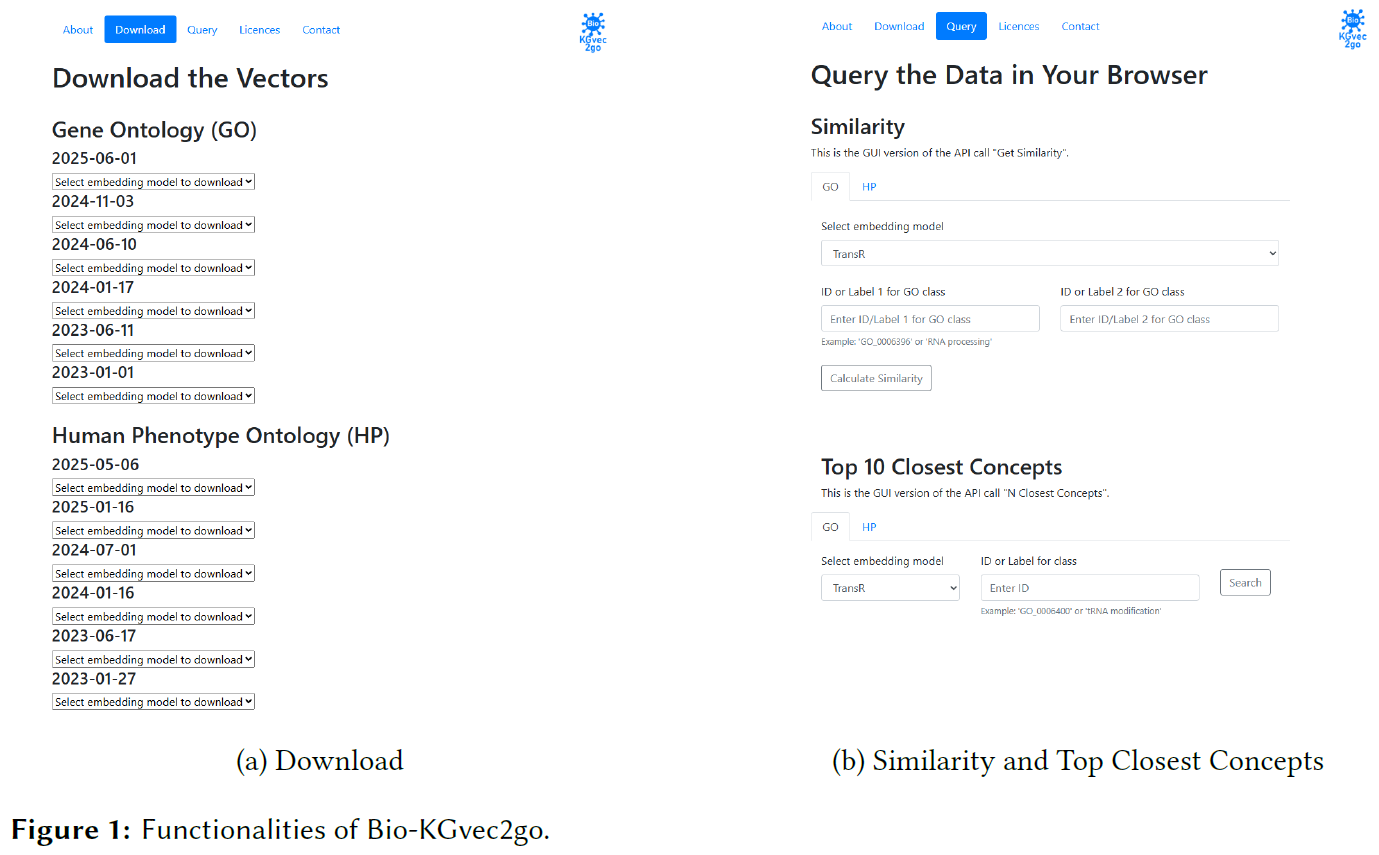 About Download Query Licences Contact
Bio
KGvec
2go
Download the Vectors
Gene Ontology (GO)
2025-06-01
Select embedding model to download
2024-11-03
Select embedding model to download
2024-06-10
Select embedding model to download
2024-01-17
Select embedding model to download
2023-06-11
Select embedding model to download
2023-01-01
Select embedding model to download
Human Phenotype Ontology (HP)
2025-05-06
Select embedding model to download
2025-01-16
Select embedding model to download
2024-07-01
Select embedding model to download
2024-01-16
Select embedding model to download
2023-06-17
Select embedding model to download
2023-01-27
Select embedding model to download
(a) Download
About Download Query Licences Contact
Bio
KGvec
2go
Query the Data in Your Browser
Similarity
This is the GUI version of the API call "Get Similarity".
GO HP
Select embedding model
TransR
ID or Label 1 for GO class ID or Label 2 for GO class
Enter ID/Label 1 for GO class Enter ID/Label 2 for GO class
Example: 'GO_0006396' or 'RNA processing'
Calculate Similarity
Top 10 Closest Concepts
This is the GUI version of the API call "N Closest Concepts".
GO HP
Select embedding model ID or Label for class
TransR Enter ID Search
Example: 'GO_0006400' or 'tRNA modification'
(b) Similarity and Top Closest Concepts
Figure 1: Functionalities of Bio-KGvec2go.